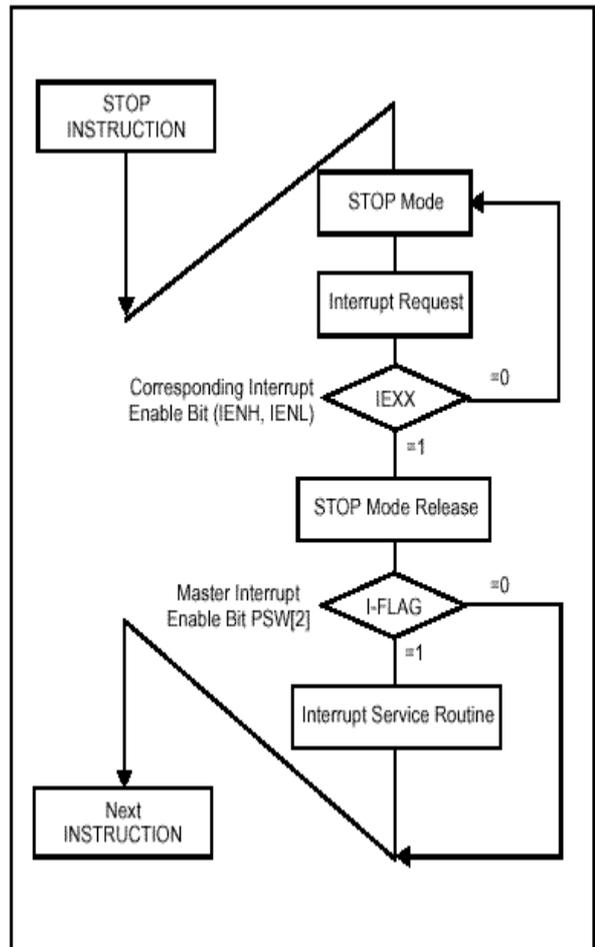 STOP
INSTRUCTION
STOP Mode
Interrupt Request
Corresponding Interrupt
Enable Bit (IENH, IENL)
IEXX
=0
=1
STOP Mode Release
Master Interrupt
Enable Bit PSW[2]
I-FLAG
=0
=1
Interrupt Service Routine
Next
INSTRUCTION